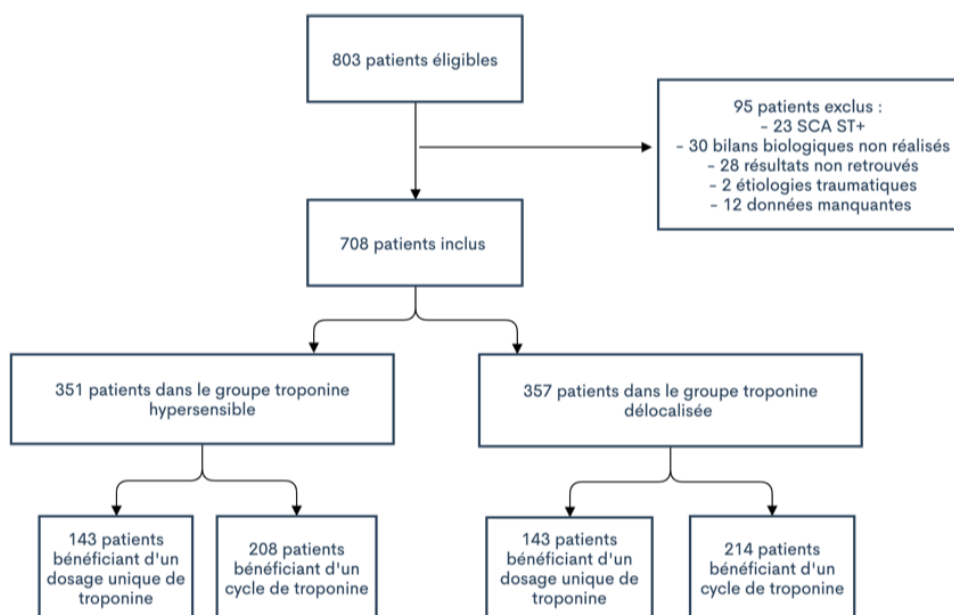 803 patients éligibles
95 patients exclus :
- 23 SCA ST+
- 30 bilans biologiques non réalisés
- 28 résultats non retrouvés
- 2 étiologies traumatiques
- 12 données manquantes
708 patients inclus
351 patients dans le groupe troponine
hypersensible
357 patients dans le groupe troponine
délocalisée
143 patients
bénéficiant d'un
dosage unique de
troponine
208 patients
bénéficiant d'un
cycle de troponine
143 patients
bénéficiant d'un
dosage unique de
troponine
214 patients
bénéficiant d'un
cycle de troponine